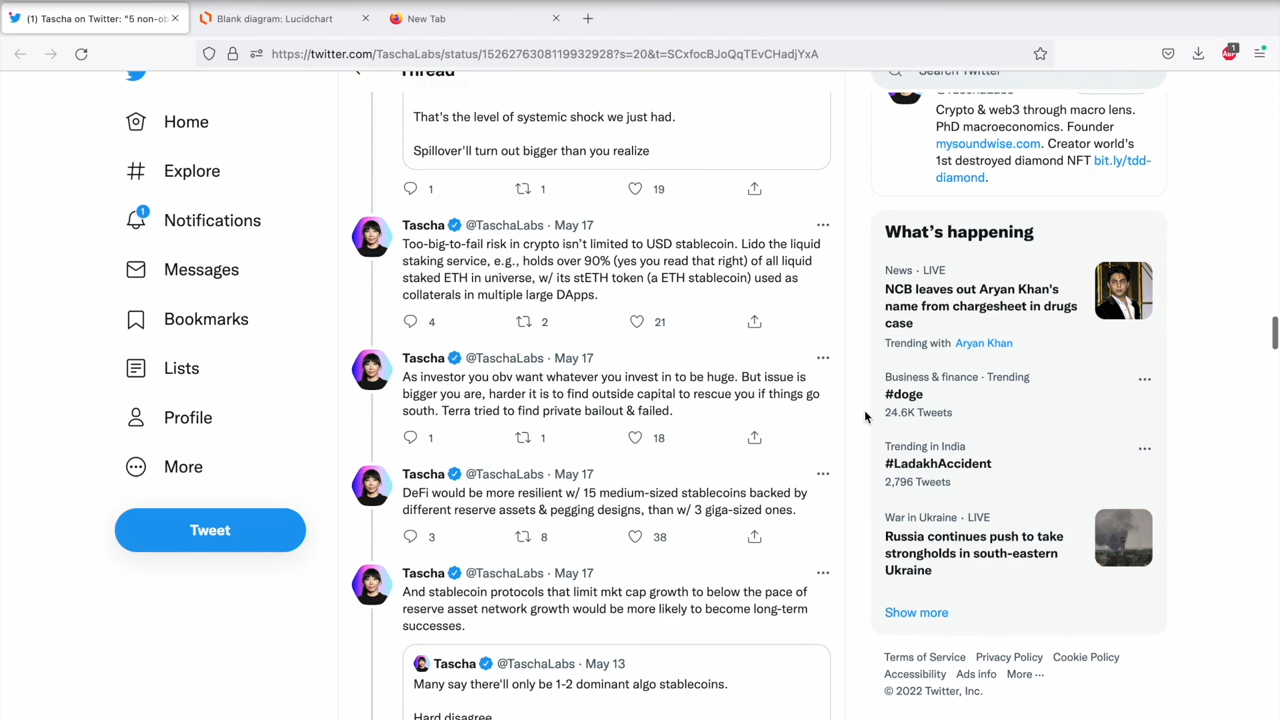 (1) Tascha on Twitter: "5 non-ob
Blank diagram: Lucidchart
New Tab
https://twitter.com/TaschaLabs/status/1526276308119932928?s=20&t=SCxfocBJoQqTEvCHadjYxA
1
Home
Explore
1
Notifications
Messages
Bookmarks
Lists
Profile
More
Tweet
Thread
That's the level of systemic shock we just had.
Spillover'll turn out bigger than you realize
1 1 19
Tascha @TaschaLabs · May 17
Too-big-to-fail risk in crypto isn't limited to USD stablecoin. Lido the liquid
staking service, e.g., holds over 90% (yes you read that right) of all liquid
staked ETH in universe, w/ its stETH token (a ETH stablecoin) used as
collaterals in multiple large DApps.
4 2 21
Tascha @TaschaLabs · May 17
As investor you obv want whatever you invest in to be huge. But issue is
bigger you are, harder it is to find outside capital to rescue you if things go
south. Terra tried to find private bailout & failed.
1 1 18
Tascha @TaschaLabs · May 17
DeFi would be more resilient w/ 15 medium-sized stablecoins backed by
different reserve assets & pegging designs, than w/ 3 giga-sized ones.
3 8 38
Tascha @TaschaLabs · May 17
And stablecoin protocols that limit mkt cap growth to below the pace of
reserve asset network growth would be more likely to become long-term
successes.
Tascha @TaschaLabs · May 13
Many say there'll only be 1-2 dominant algo stablecoins.
Hard disagree
Search Twitter
@TaschaLabs
Crypto & web3 through macro lens.
PhD macroeconomics. Founder
mysoundwise.com. Creator world's
1st destroyed diamond NFT bit.ly/tdd-
diamond.
What's happening
News · LIVE
NCB leaves out Aryan Khan's
name from chargesheet in drugs
case
Trending with Aryan Khan
Business & finance · Trending
#doge
24.6K Tweets
Trending in India
#LadakhAccident
2,796 Tweets
War in Ukraine · LIVE
Russia continues push to take
strongholds in south-eastern
Ukraine
Show more
Terms of Service Privacy Policy Cookie Policy
Accessibility Ads info More ···
© 2022 Twitter, Inc.